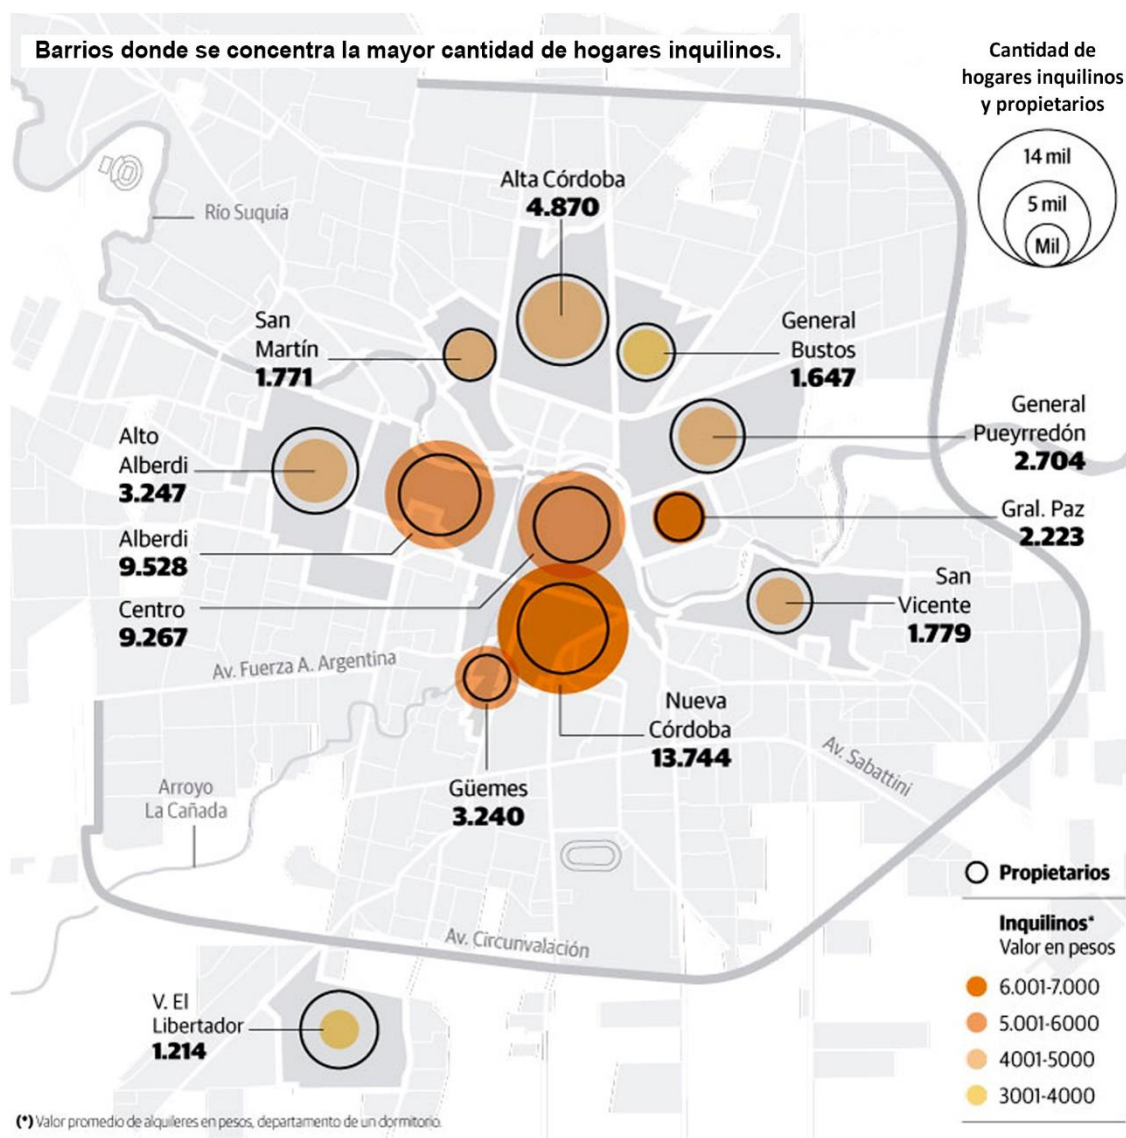 Barrios donde se concentra la mayor cantidad de hogares inquilinos.
Cantidad de
hogares inquilinos
y propietarios
14 mil
5 mil
Mil
Alta Córdoba
4.870
Río Suquía
San
Martín
1.771
General
Bustos
1.647
General
Pueyrredón
2.704
Alto
Alberdi
3.247
Gral. Paz
2.223
Alberdi
9.528
San
Vicente
1.779
Centro
9.267
Av. Fuerza A. Argentina
Nueva
Córdoba
13.744
Av. Sabattini
Güemes
3.240
Arroyo
La Cañada
Propietarios
Inquilinos*
Valor en pesos
6.001-7.000
5.001-6000
4001-5000
3001-4000
Av. Circunvalación
V. El
Libertador
1.214
(*) Valor promedio de alquileres en pesos, departamento de un dormitorio.